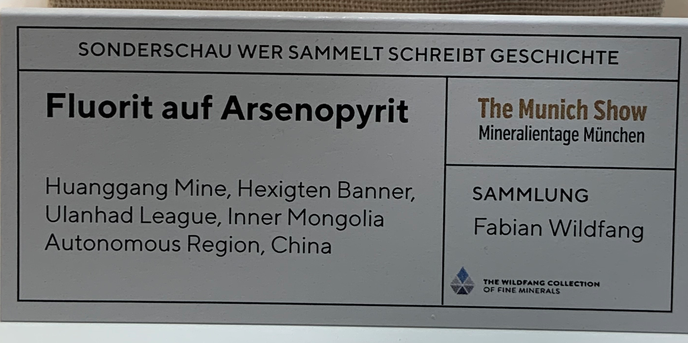 SONDERSCHAU WER SAMMELT SCHREIBT GESCHICHTE
Fluorit auf Arsenopyrit
Huanggang Mine, Hexigten Banner,
Ulanhad League, Inner Mongolia
Autonomous Region, China
The Munich Show
Mineralientage München
SAMMLUNG
Fabian Wildfang
THE WILDFANG COLLECTION
OF FINE MINERALS